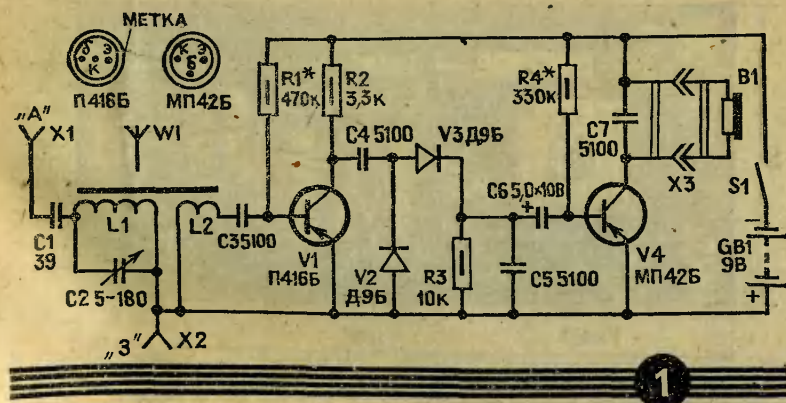 МЕТКА
Б Э К
К Б Э
П416Б
МП42Б
„А"
X1
W1
R1*
470к
R2
3,3к
R4*
330к
B1
C4 5100
V3 Д9Б
C7
5100
X3
S1
C1
39
L1
L2
C3 5100
C6 5,0×10В
+
V1
П416Б
V2
Д9Б
R3
10к
C5 5100
V4
МП42Б
−
GB1
9В
+
C2 5-180
„З"
X2
1